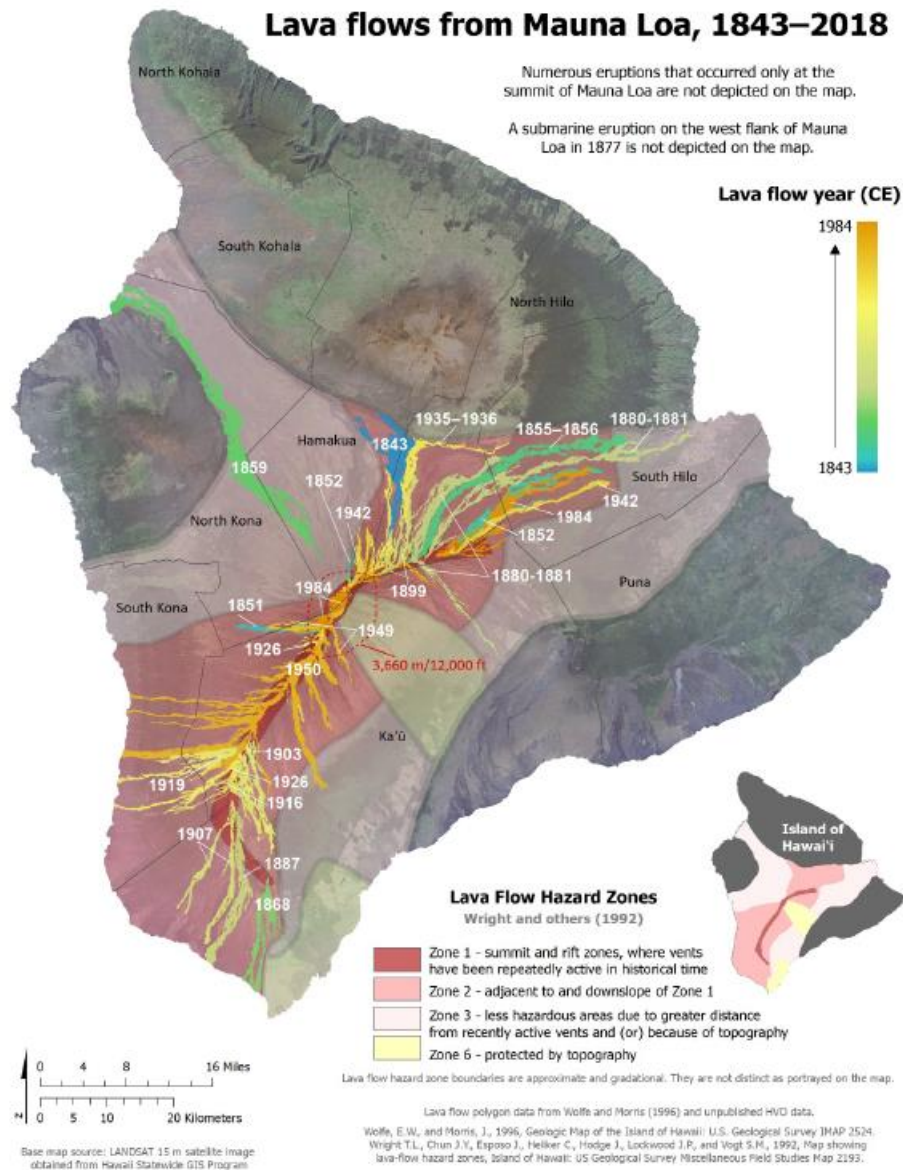 Lava flows from Mauna Loa, 1843–2018
Numerous eruptions that occurred only at the
summit of Mauna Loa are not depicted on the map.
A submarine eruption on the west flank of Mauna
Loa in 1877 is not depicted on the map.
Lava flow year (CE)
1984
1843
North Kohala
South Kohala
North Hilo
Hamakua
1843
1935–1936
1855–1856
1880-1881
1859
1852
South Hilo
1942
North Kona
1942
1984
1852
1880-1881
1899
Puna
1984
South Kona
1851
1949
1926
1950
3,660 m/12,000 ft
Ka'ū
1903
1919
1926
1916
1907
1887
1868
Island of
Hawai'i
Lava Flow Hazard Zones
Wright and others (1992)
Zone 1 - summit and rift zones, where vents
have been repeatedly active in historical time
Zone 2 - adjacent to and downslope of Zone 1
Zone 3 - less hazardous areas due to greater distance
from recently active vents and (or) because of topography
Zone 6 - protected by topography
Lava flow hazard zone boundaries are approximate and gradational. They are not distinct as portrayed on the map.
Lava flow polygon data from Wolfe and Morris (1996) and unpublished HVO data.
Wolfe, E.W., and Morris, J., 1996, Geologic Map of the Island of Hawaii: U.S. Geological Survey IMAP 2524.
Wright T.L., Chun J.Y., Esposo J., Heliker C., Hodge J., Lockwood J.P., and Vogt S.M., 1992, Map showing
lava-flow hazard zones, Island of Hawaii: US Geological Survey Miscellaneous Field Studies Map 2193.
0 4 8 16 Miles
0 5 10 20 Kilometers
N
Base map source: LANDSAT 15 m satellite image
obtained from Hawaii Statewide GIS Program